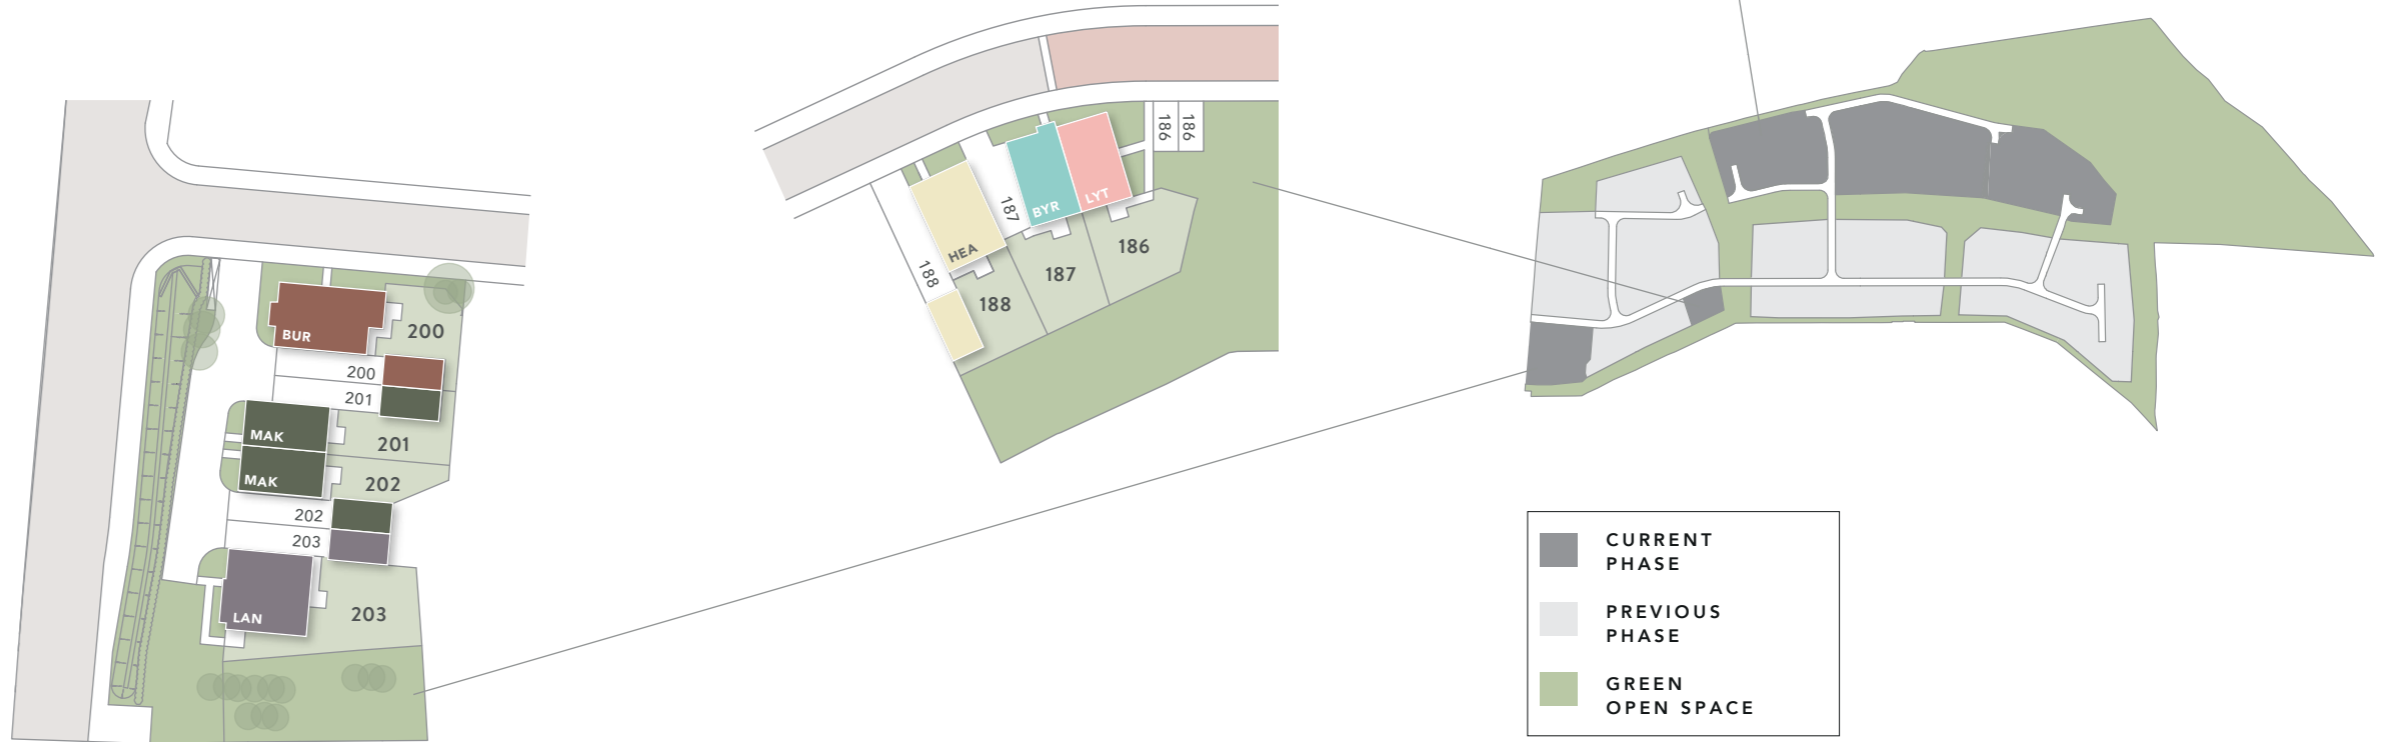 BUR
200
200
201
MAK
201
MAK
202
202
203
LAN
203
186
186
BYR
LYT
187
HEA
186
187
188
188
CURRENT
PHASE
PREVIOUS
PHASE
GREEN
OPEN SPACE